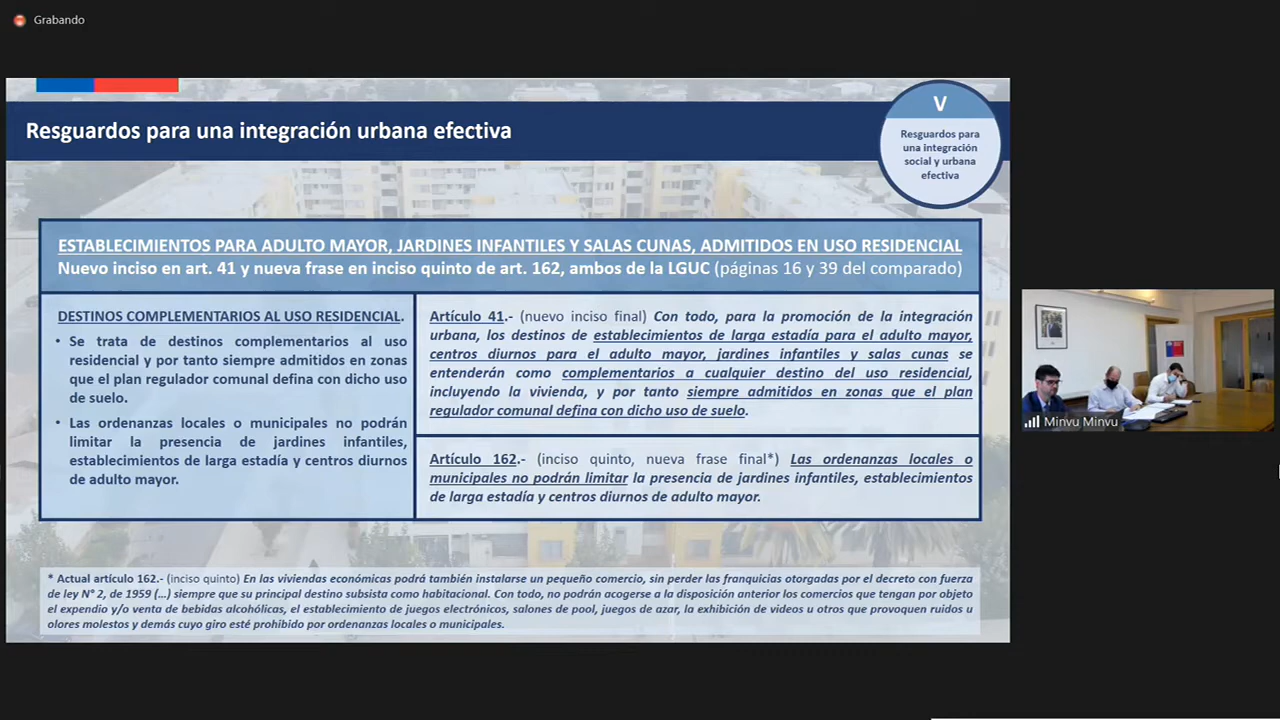 Grabando
Resguardos para una integración urbana efectiva
V
Resguardos para
una integración
social y urbana
efectiva
ESTABLECIMIENTOS PARA ADULTO MAYOR, JARDINES INFANTILES Y SALAS CUNAS, ADMITIDOS EN USO RESIDENCIAL
Nuevo inciso en art. 41 y nueva frase en inciso quinto de art. 162, ambos de la LGUC (páginas 16 y 39 del comparado)
DESTINOS COMPLEMENTARIOS AL USO RESIDENCIAL.
• Se trata de destinos complementarios al uso
residencial y por tanto siempre admitidos en zonas
que el plan regulador comunal defina con dicho uso
de suelo.
• Las ordenanzas locales o municipales no podrán
limitar la presencia de jardines infantiles,
establecimientos de larga estadía y centros diurnos
de adulto mayor.
Artículo 41.- (nuevo inciso final) Con todo, para la promoción de la integración
urbana, los destinos de establecimientos de larga estadía para el adulto mayor,
centros diurnos para el adulto mayor, jardines infantiles y salas cunas se
entenderán como complementarios a cualquier destino del uso residencial,
incluyendo la vivienda, y por tanto siempre admitidos en zonas que el plan
regulador comunal defina con dicho uso de suelo.
Artículo 162.- (inciso quinto, nueva frase final*) Las ordenanzas locales o
municipales no podrán limitar la presencia de jardines infantiles, establecimientos
de larga estadía y centros diurnos de adulto mayor.
* Actual artículo 162.- (inciso quinto) En las viviendas económicas podrá también instalarse un pequeño comercio, sin perder las franquicias otorgadas por el decreto con fuerza
de ley N° 2, de 1959 (...) siempre que su principal destino subsista como habitacional. Con todo, no podrán acogerse a la disposición anterior los comercios que tengan por objeto
el expendio y/o venta de bebidas alcohólicas, el establecimiento de juegos electrónicos, salones de pool, juegos de azar, la exhibición de videos u otros que provoquen ruidos u
olores molestos y demás cuyo giro esté prohibido por ordenanzas locales o municipales.
Minvu Minvu